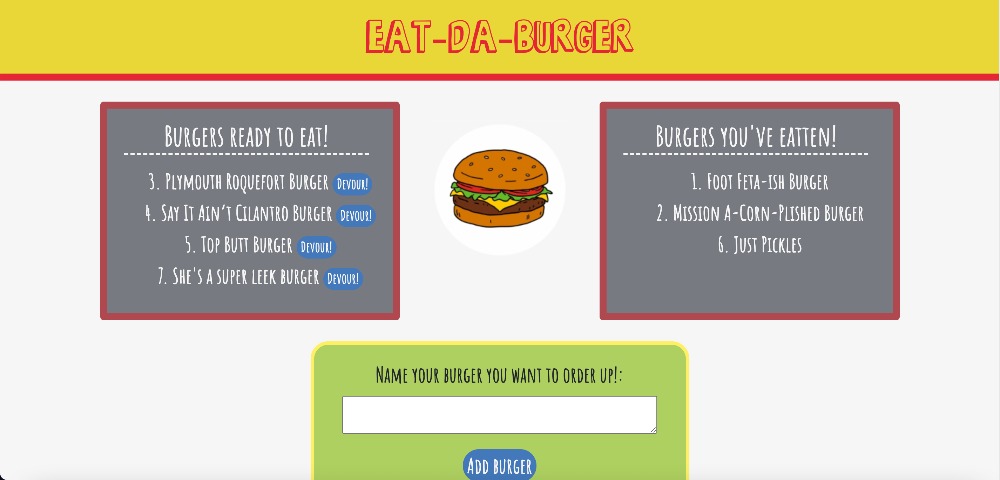 EAT-DA-BURGER
Burgers ready to eat!
3. Plymouth Roquefort Burger Devour!
4. Say It Ain't Cilantro Burger Devour!
5. Top Butt Burger Devour!
7. She's a super leek burger Devour!
Burgers you've eatten!
1. Foot Feta-ish Burger
2. Mission A-Corn-Plished Burger
6. Just Pickles
Name your burger you want to order up!:
Add burger